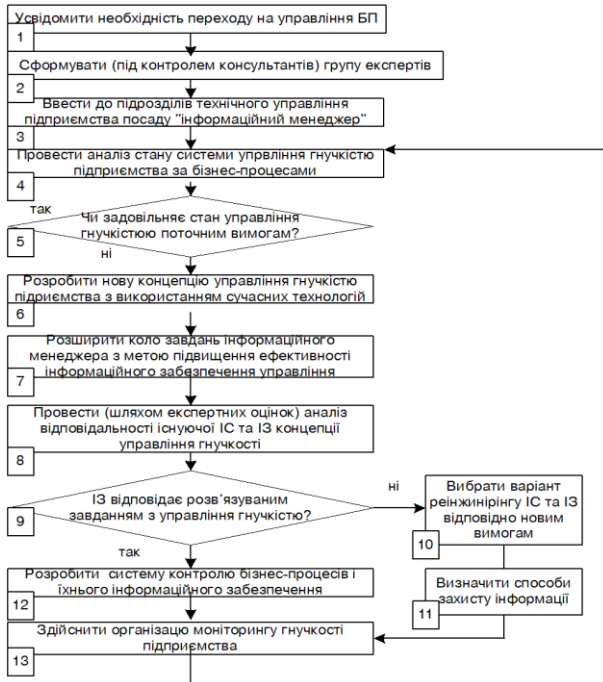 Усвідомити необхідність переходу на управління БП
1
Сформувати (під контролем консультантів) групу експертів
2
Ввести до підрозділів технічного управління
підприємства посаду "інформаційний менеджер"
3
Провести аналіз стану системи упрвління гнучкістю
підприємства за бізнес-процесами
4
так
Чи задовільняє стан управління
гнучкістюю поточним вимогам?
5
ні
Розробити нову концепцію управління гнучкістю
підриємства з використанням сучасних технологій
6
Розширити коло завдань інформаційного
менеджера з метою підвищення ефективності
інформаційного забезпечення управління
7
Провести (шляхом експертних оцінок) аналіз
відповідальності існуючої ІС та ІЗ концепції
управління гнучкості
8
ІЗ відповідає розв'язуваним
завданням з управління гнучкістю?
9
ні
Вибрати варіант
реінжинірінгу ІС та ІЗ
відповідно новим
вимогам
10
так
Розробити систему контролю бізнес-процесів і
їхнього інформаційного забезпечення
12
Визначити способи
захисту інформації
11
Здійснити організацю моніторингу гнучкості
підприємства
13